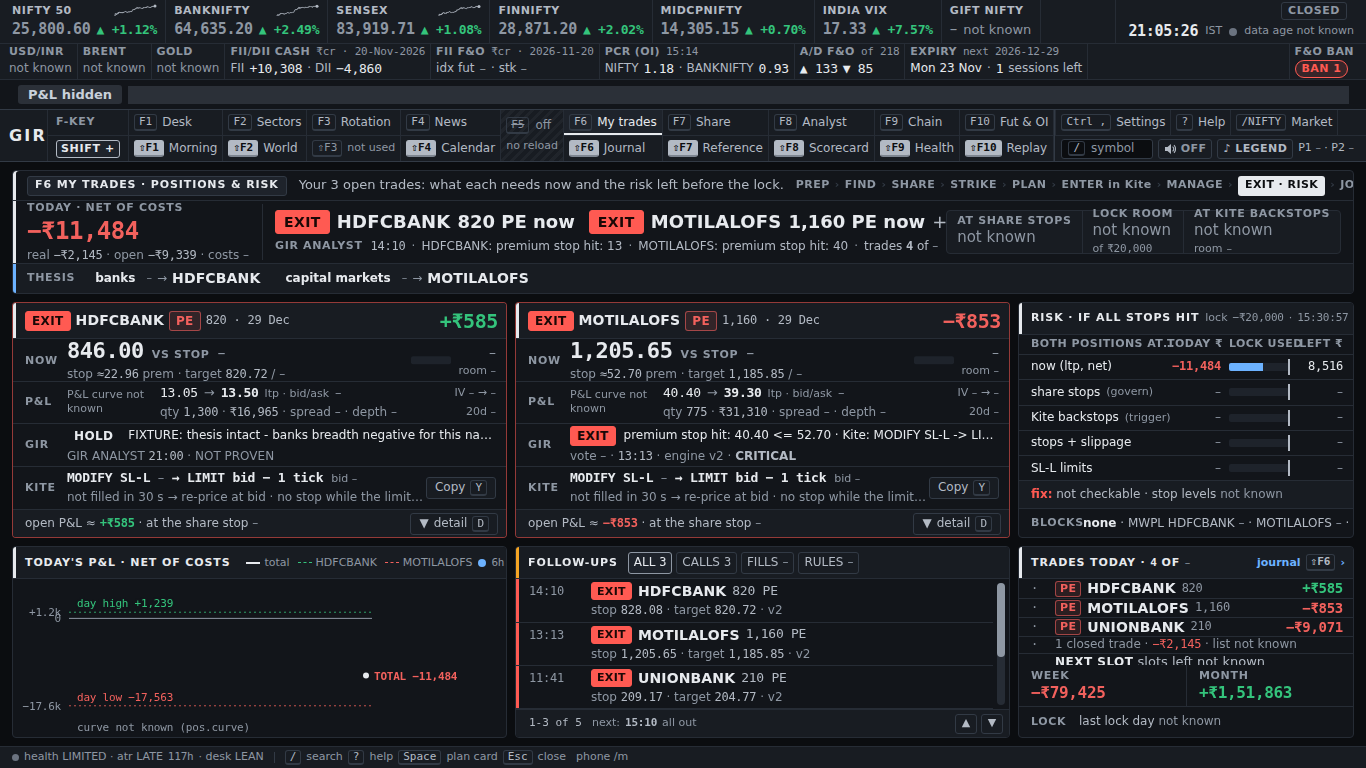 NIFTY 50 BANKNIFTY SENSEX FINNIFTY MIDCPNIFTY INDIA VIX GIFT NIFTY CLOSED
25,800.60 ▲ +1.12% 64,635.20 ▲ +2.49% 83,919.71 ▲ +1.08% 28,871.20 ▲ +2.02% 14,305.15 ▲ +0.70% 17.33 ▲ +7.57% – not known 21:05:26 IST data age not known
USD/INR BRENT GOLD FII/DII CASH ₹cr · 20-Nov-2026 FII F&O ₹cr · 2026-11-20 PCR (OI) 15:14 A/D F&O of 218 EXPIRY next 2026-12-29 F&O BAN
not known not known not known FII +10,308 · DII −4,860 idx fut – · stk – NIFTY 1.18 · BANKNIFTY 0.93 ▲ 133 ▼ 85 Mon 23 Nov · 1 sessions left BAN 1
P&L hidden
GIR F-KEY F1 Desk F2 Sectors F3 Rotation F4 News F5 off F6 My trades F7 Share F8 Analyst F9 Chain F10 Fut & OI Ctrl , Settings ? Help /NIFTY Market
SHIFT + ⇧F1 Morning ⇧F2 World ⇧F3 not used ⇧F4 Calendar no reload ⇧F6 Journal ⇧F7 Reference ⇧F8 Scorecard ⇧F9 Health ⇧F10 Replay / symbol OFF ♪ LEGEND P1 – · P2 –
F6 MY TRADES · POSITIONS & RISK Your 3 open trades: what each needs now and the risk left before the lock. PREP › FIND › SHARE › STRIKE › PLAN › ENTER in Kite › MANAGE › EXIT · RISK › JO
TODAY · NET OF COSTS
−₹11,484
real −₹2,145 · open −₹9,339 · costs –
EXIT HDFCBANK 820 PE now EXIT MOTILALOFS 1,160 PE now +
GIR ANALYST 14:10 · HDFCBANK: premium stop hit: 13 · MOTILALOFS: premium stop hit: 40 · trades 4 of –
AT SHARE STOPS
not known
LOCK ROOM
not known
of ₹20,000
AT KITE BACKSTOPS
not known
room –
THESIS banks – → HDFCBANK capital markets – → MOTILALOFS
EXIT HDFCBANK PE 820 · 29 Dec +₹585
NOW 846.00 VS STOP – –
stop ≈22.96 prem · target 820.72 / – room –
P&L P&L curve not known 13.05 → 13.50 ltp · bid/ask – IV – → –
qty 1,300 · ₹16,965 · spread – · depth – 20d –
GIR HOLD FIXTURE: thesis intact - banks breadth negative for this na…
GIR ANALYST 21:00 · NOT PROVEN
KITE MODIFY SL-L – → LIMIT bid − 1 tick bid –
not filled in 30 s → re-price at bid · no stop while the limit… Copy Y
open P&L ≈ +₹585 · at the share stop – ▼ detail D
EXIT MOTILALOFS PE 1,160 · 29 Dec −₹853
NOW 1,205.65 VS STOP – –
stop ≈52.70 prem · target 1,185.85 / – room –
P&L P&L curve not known 40.40 → 39.30 ltp · bid/ask – IV – → –
qty 775 · ₹31,310 · spread – · depth – 20d –
GIR EXIT premium stop hit: 40.40 <= 52.70 · Kite: MODIFY SL-L -> LI…
vote – · 13:13 · engine v2 · CRITICAL
KITE MODIFY SL-L – → LIMIT bid − 1 tick bid –
not filled in 30 s → re-price at bid · no stop while the limit… Copy Y
open P&L ≈ −₹853 · at the share stop – ▼ detail D
RISK · IF ALL STOPS HIT lock −₹20,000 · 15:30:57
BOTH POSITIONS AT… TODAY ₹ LOCK USED LEFT ₹
now (ltp, net) −11,484 8,516
share stops (govern) – –
Kite backstops (trigger) – –
stops + slippage – –
SL-L limits – –
fix: not checkable · stop levels not known
BLOCKS none · MWPL HDFCBANK – · MOTILALOFS – ·
TODAY'S P&L · NET OF COSTS total HDFCBANK MOTILALOFS 6h
day high +1,239
+1.2k
0
TOTAL −11,484
day low −17,563
−17.6k
curve not known (pos.curve)
FOLLOW-UPS ALL 3 CALLS 3 FILLS – RULES –
14:10 EXIT HDFCBANK 820 PE
stop 828.08 · target 820.72 · v2
13:13 EXIT MOTILALOFS 1,160 PE
stop 1,205.65 · target 1,185.85 · v2
11:41 EXIT UNIONBANK 210 PE
stop 209.17 · target 204.77 · v2
1-3 of 5 next: 15:10 all out ▲ ▼
TRADES TODAY · 4 OF – journal ⇧F6 ›
· PE HDFCBANK 820 +₹585
· PE MOTILALOFS 1,160 −₹853
· PE UNIONBANK 210 −₹9,071
· 1 closed trade · −₹2,145 · list not known
NEXT SLOT slots left not known
WEEK MONTH
−₹79,425 +₹1,51,863
LOCK last lock day not known
health LIMITED · atr LATE 117h · desk LEAN / search ? help Space plan card Esc close phone /m